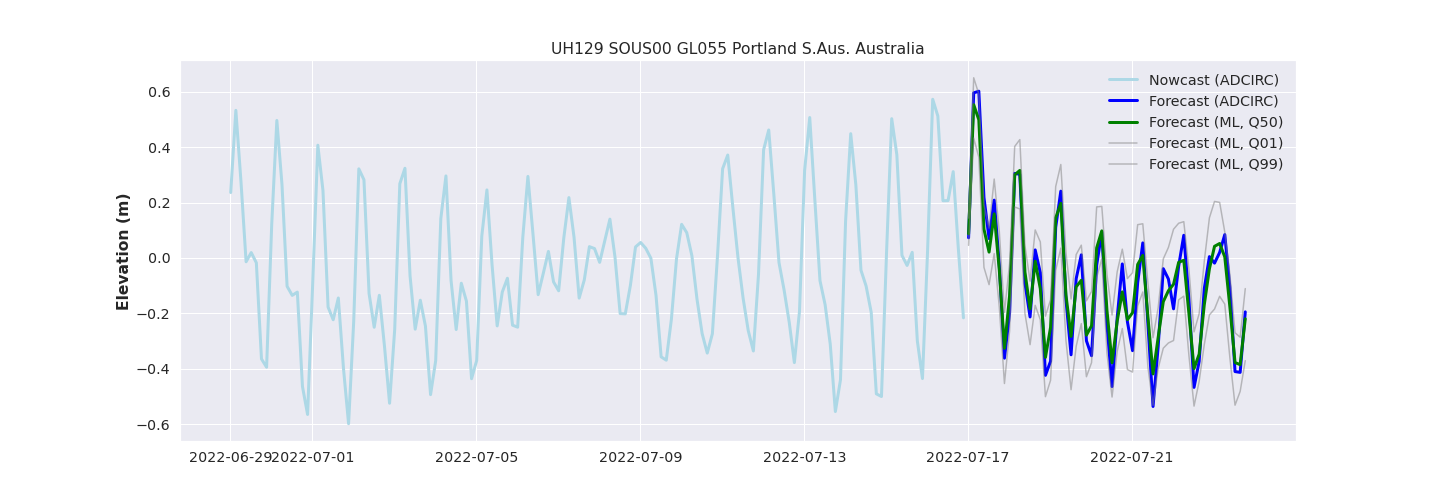 UH129 SOUS00 GL055 Portland S.Aus. Australia
Nowcast (ADCIRC)
Forecast (ADCIRC)
Forecast (ML, Q50)
Forecast (ML, Q01)
Forecast (ML, Q99)
Elevation (m)
0.6
0.4
0.2
0.0
−0.2
−0.4
−0.6
2022-06-29 2022-07-01 2022-07-05 2022-07-09 2022-07-13 2022-07-17 2022-07-21